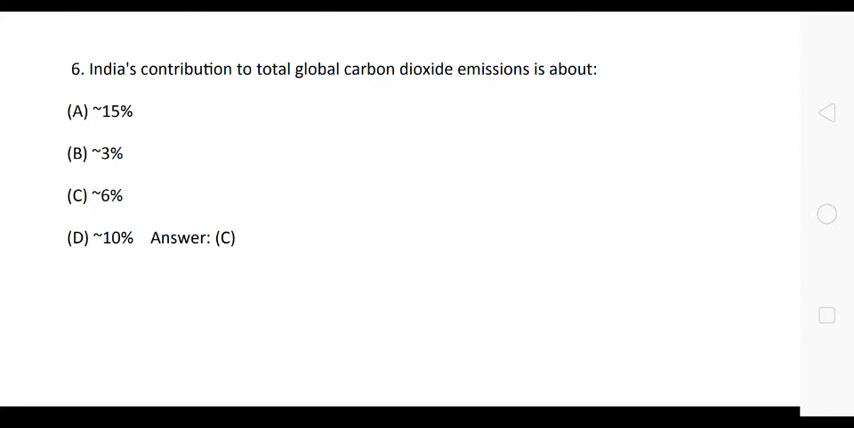 6. India's contribution to total global carbon dioxide emissions is about:
(A) ~15%
(B) ~3%
(C) ~6%
(D) ~10% Answer: (C)